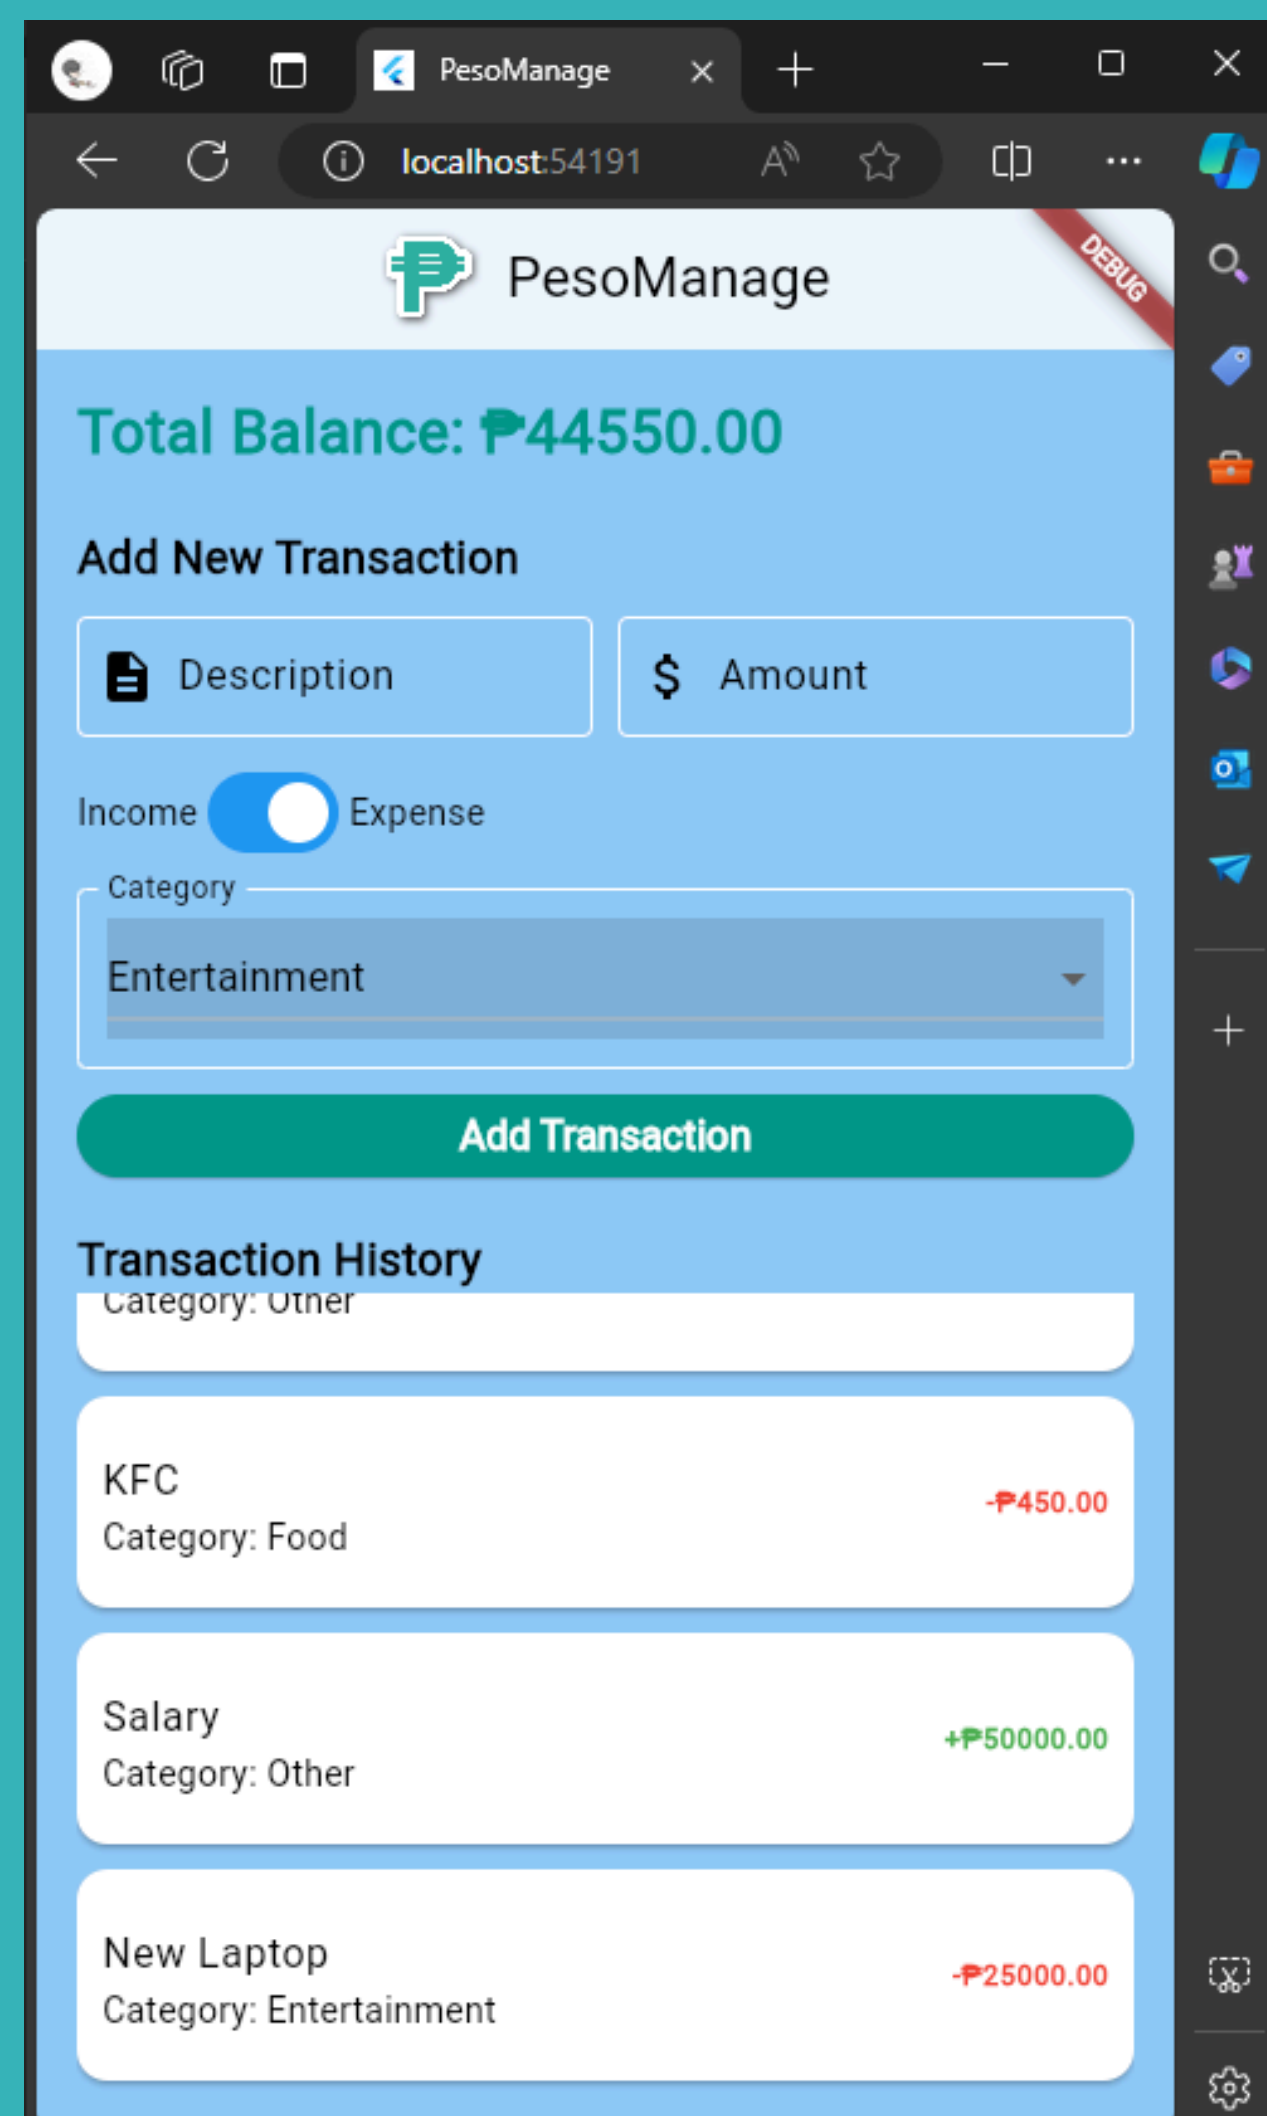 PesoManage
localhost:54191
PesoManage
DEBUG
Total Balance: ₱44550.00
Add New Transaction
Description
$ Amount
Income Expense
Category
Entertainment
Add Transaction
Transaction History
Category: Other
KFC
-₱450.00
Category: Food
Salary
+₱50000.00
Category: Other
New Laptop
-₱25000.00
Category: Entertainment